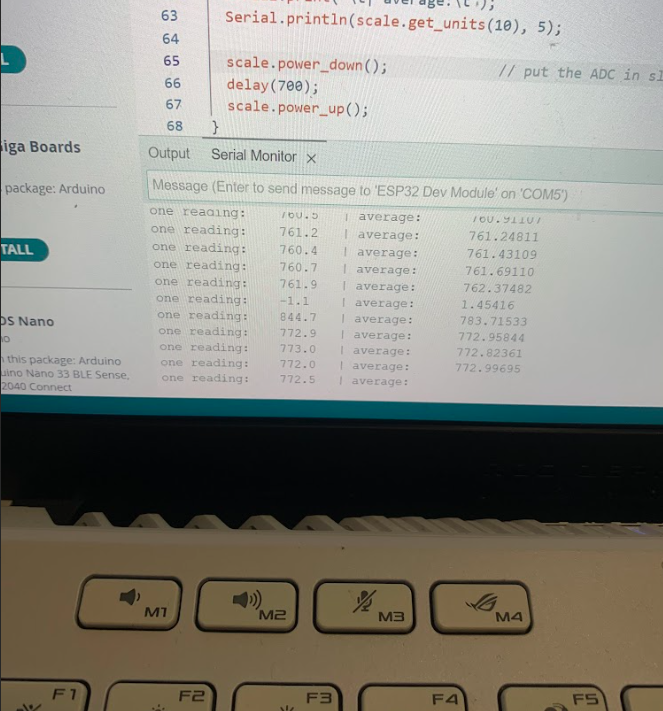 63 Serial.println(scale.get_units(10), 5);
64
65 scale.power_down(); // put the ADC in sl
66 delay(700);
67 scale.power_up();
68 }
L
iga Boards
package: Arduino
TALL
OS Nano
no
this package: Arduino
uino Nano 33 BLE Sense,
2040 Connect
Output Serial Monitor ×
Message (Enter to send message to 'ESP32 Dev Module' on 'COM5')
one reading: 760.5 | average: 760.91107
one reading: 761.2 | average: 761.24811
one reading: 760.4 | average: 761.43109
one reading: 760.7 | average: 761.69110
one reading: 761.9 | average: 762.37482
one reading: -1.1 | average: 1.45416
one reading: 844.7 | average: 783.71533
one reading: 772.9 | average: 772.95844
one reading: 773.0 | average: 772.82361
one reading: 772.0 | average: 772.99695
one reading: 772.5 | average:
M1 M2 M3 M4
F1 F2 F3 F4 F5